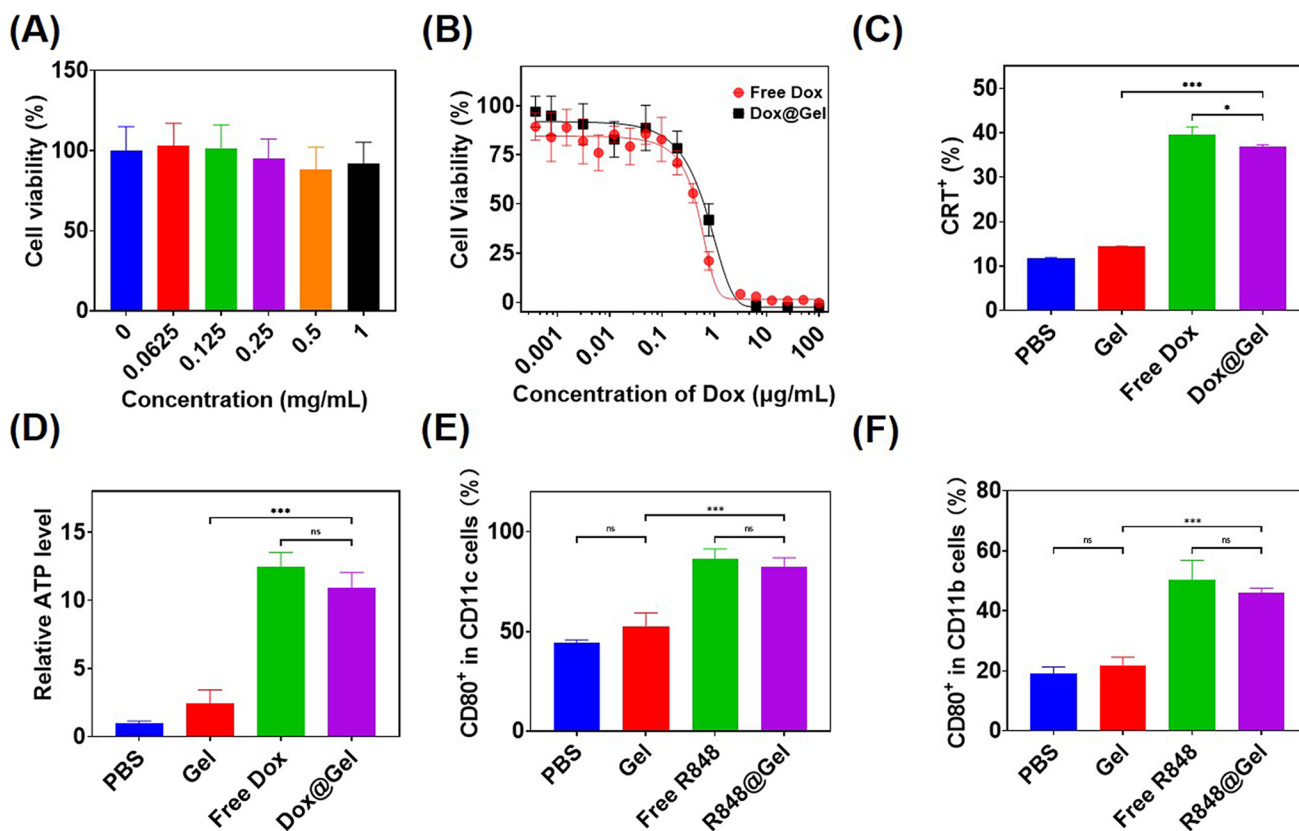 (A)
Cell viability (%)
150
100
50
0
0
0.0625
0.125
0.25
0.5
1
Concentration (mg/mL)
(B)
Cell Viability (%)
100
75
50
25
0
Free Dox
Dox@Gel
0.001
0.01
0.1
1
10
100
Concentration of Dox (μg/mL)
(C)
CRT⁺ (%)
50
40
30
20
10
0
***
*
PBS
Gel
Free Dox
Dox@Gel
(D)
Relative ATP level
15
10
5
0
***
ns
PBS
Gel
Free Dox
Dox@Gel
(E)
CD80⁺ in CD11c cells (%)
100
50
0
ns
***
ns
PBS
Gel
Free R848
R848@Gel
(F)
CD80⁺ in CD11b cells (%)
80
60
40
20
0
ns
***
ns
PBS
Gel
Free R848
R848@Gel